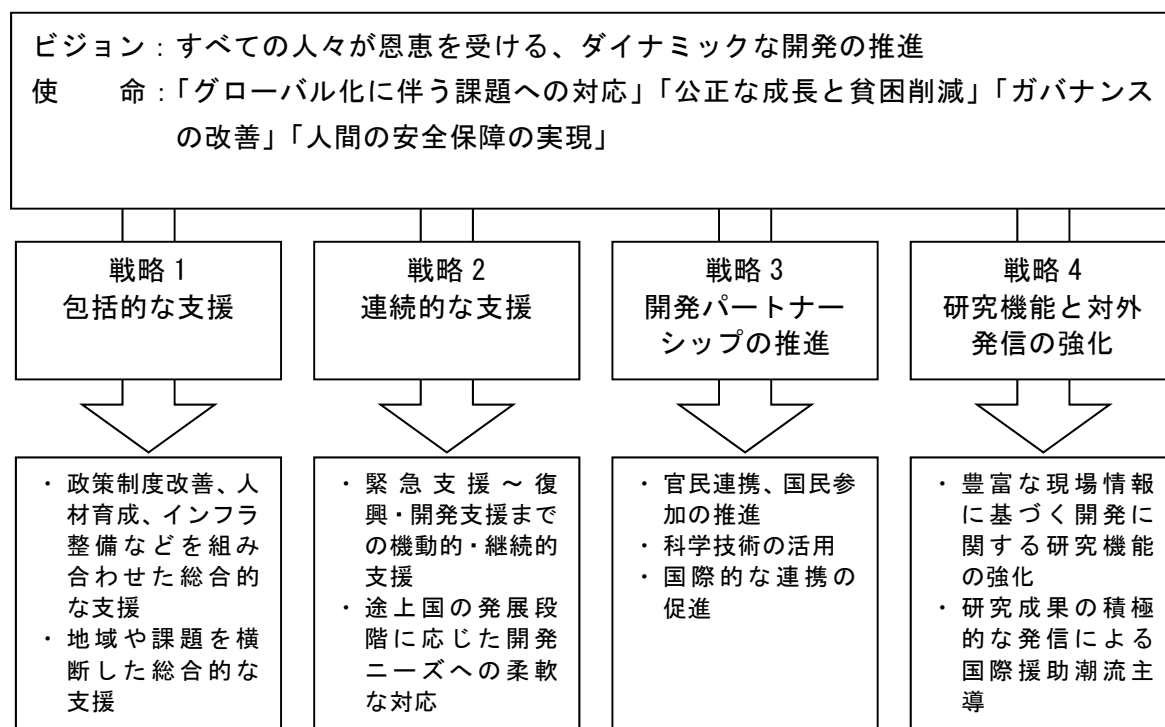 ビジョン：すべての人々が恩恵を受ける、ダイナミックな開発の推進
使　　命：「グローバル化に伴う課題への対応」「公正な成長と貧困削減」「ガバナンス
の改善」「人間の安全保障の実現」
戦略 1
包括的な支援
戦略 2
連続的な支援
戦略 3
開発パートナー
シップの推進
戦略 4
研究機能と対外
発信の強化
・ 政策制度改善、人
材育成、インフラ
整備などを組み
合わせた総合的
な支援
・ 地域や課題を横
断した総合的な
支援
・ 緊急支援～復
興・開発支援まで
の機動的・継続的
支援
・ 途上国の発展段
階に応じた開発
ニーズへの柔軟
な対応
・ 官民連携、国民参
加の推進
・ 科学技術の活用
・ 国際的な連携の
促進
・ 豊富な現場情報
に基づく開発に
関する研究機能
の強化
・ 研究成果の積極
的な発信による
国際援助潮流主
導